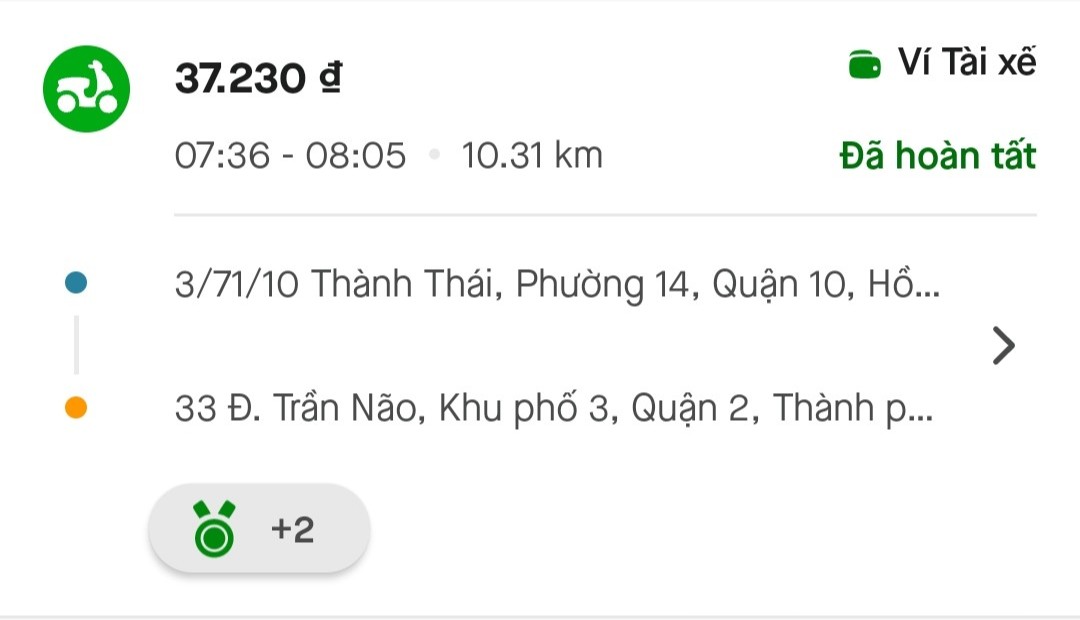 37.230 ₫
Ví Tài xế
07:36 - 08:05 • 10.31 km
Đã hoàn tất
3/71/10 Thành Thái, Phường 14, Quận 10, Hồ...
33 Đ. Trần Não, Khu phố 3, Quận 2, Thành p...
+2